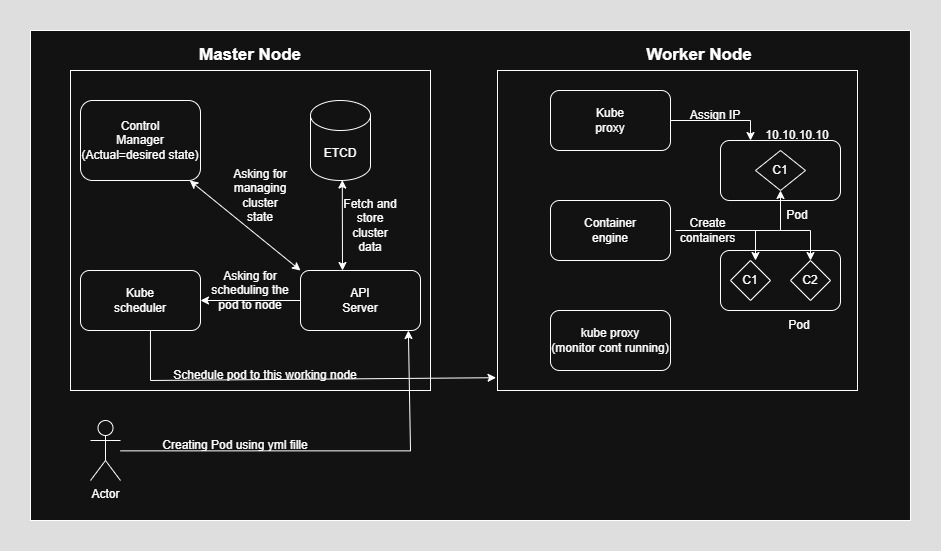 Master Node
Control
Manager
(Actual=desired state)
ETCD
Asking for
managing
cluster
state
Fetch and
store
cluster
data
Kube
scheduler
Asking for
scheduling the
pod to node
API
Server
Schedule pod to this working node
Creating Pod using yml fille
Actor
Worker Node
Kube
proxy
Assign IP
10.10.10.10
C1
Pod
Container
engine
Create
containers
C1
C2
Pod
kube proxy
(monitor cont running)